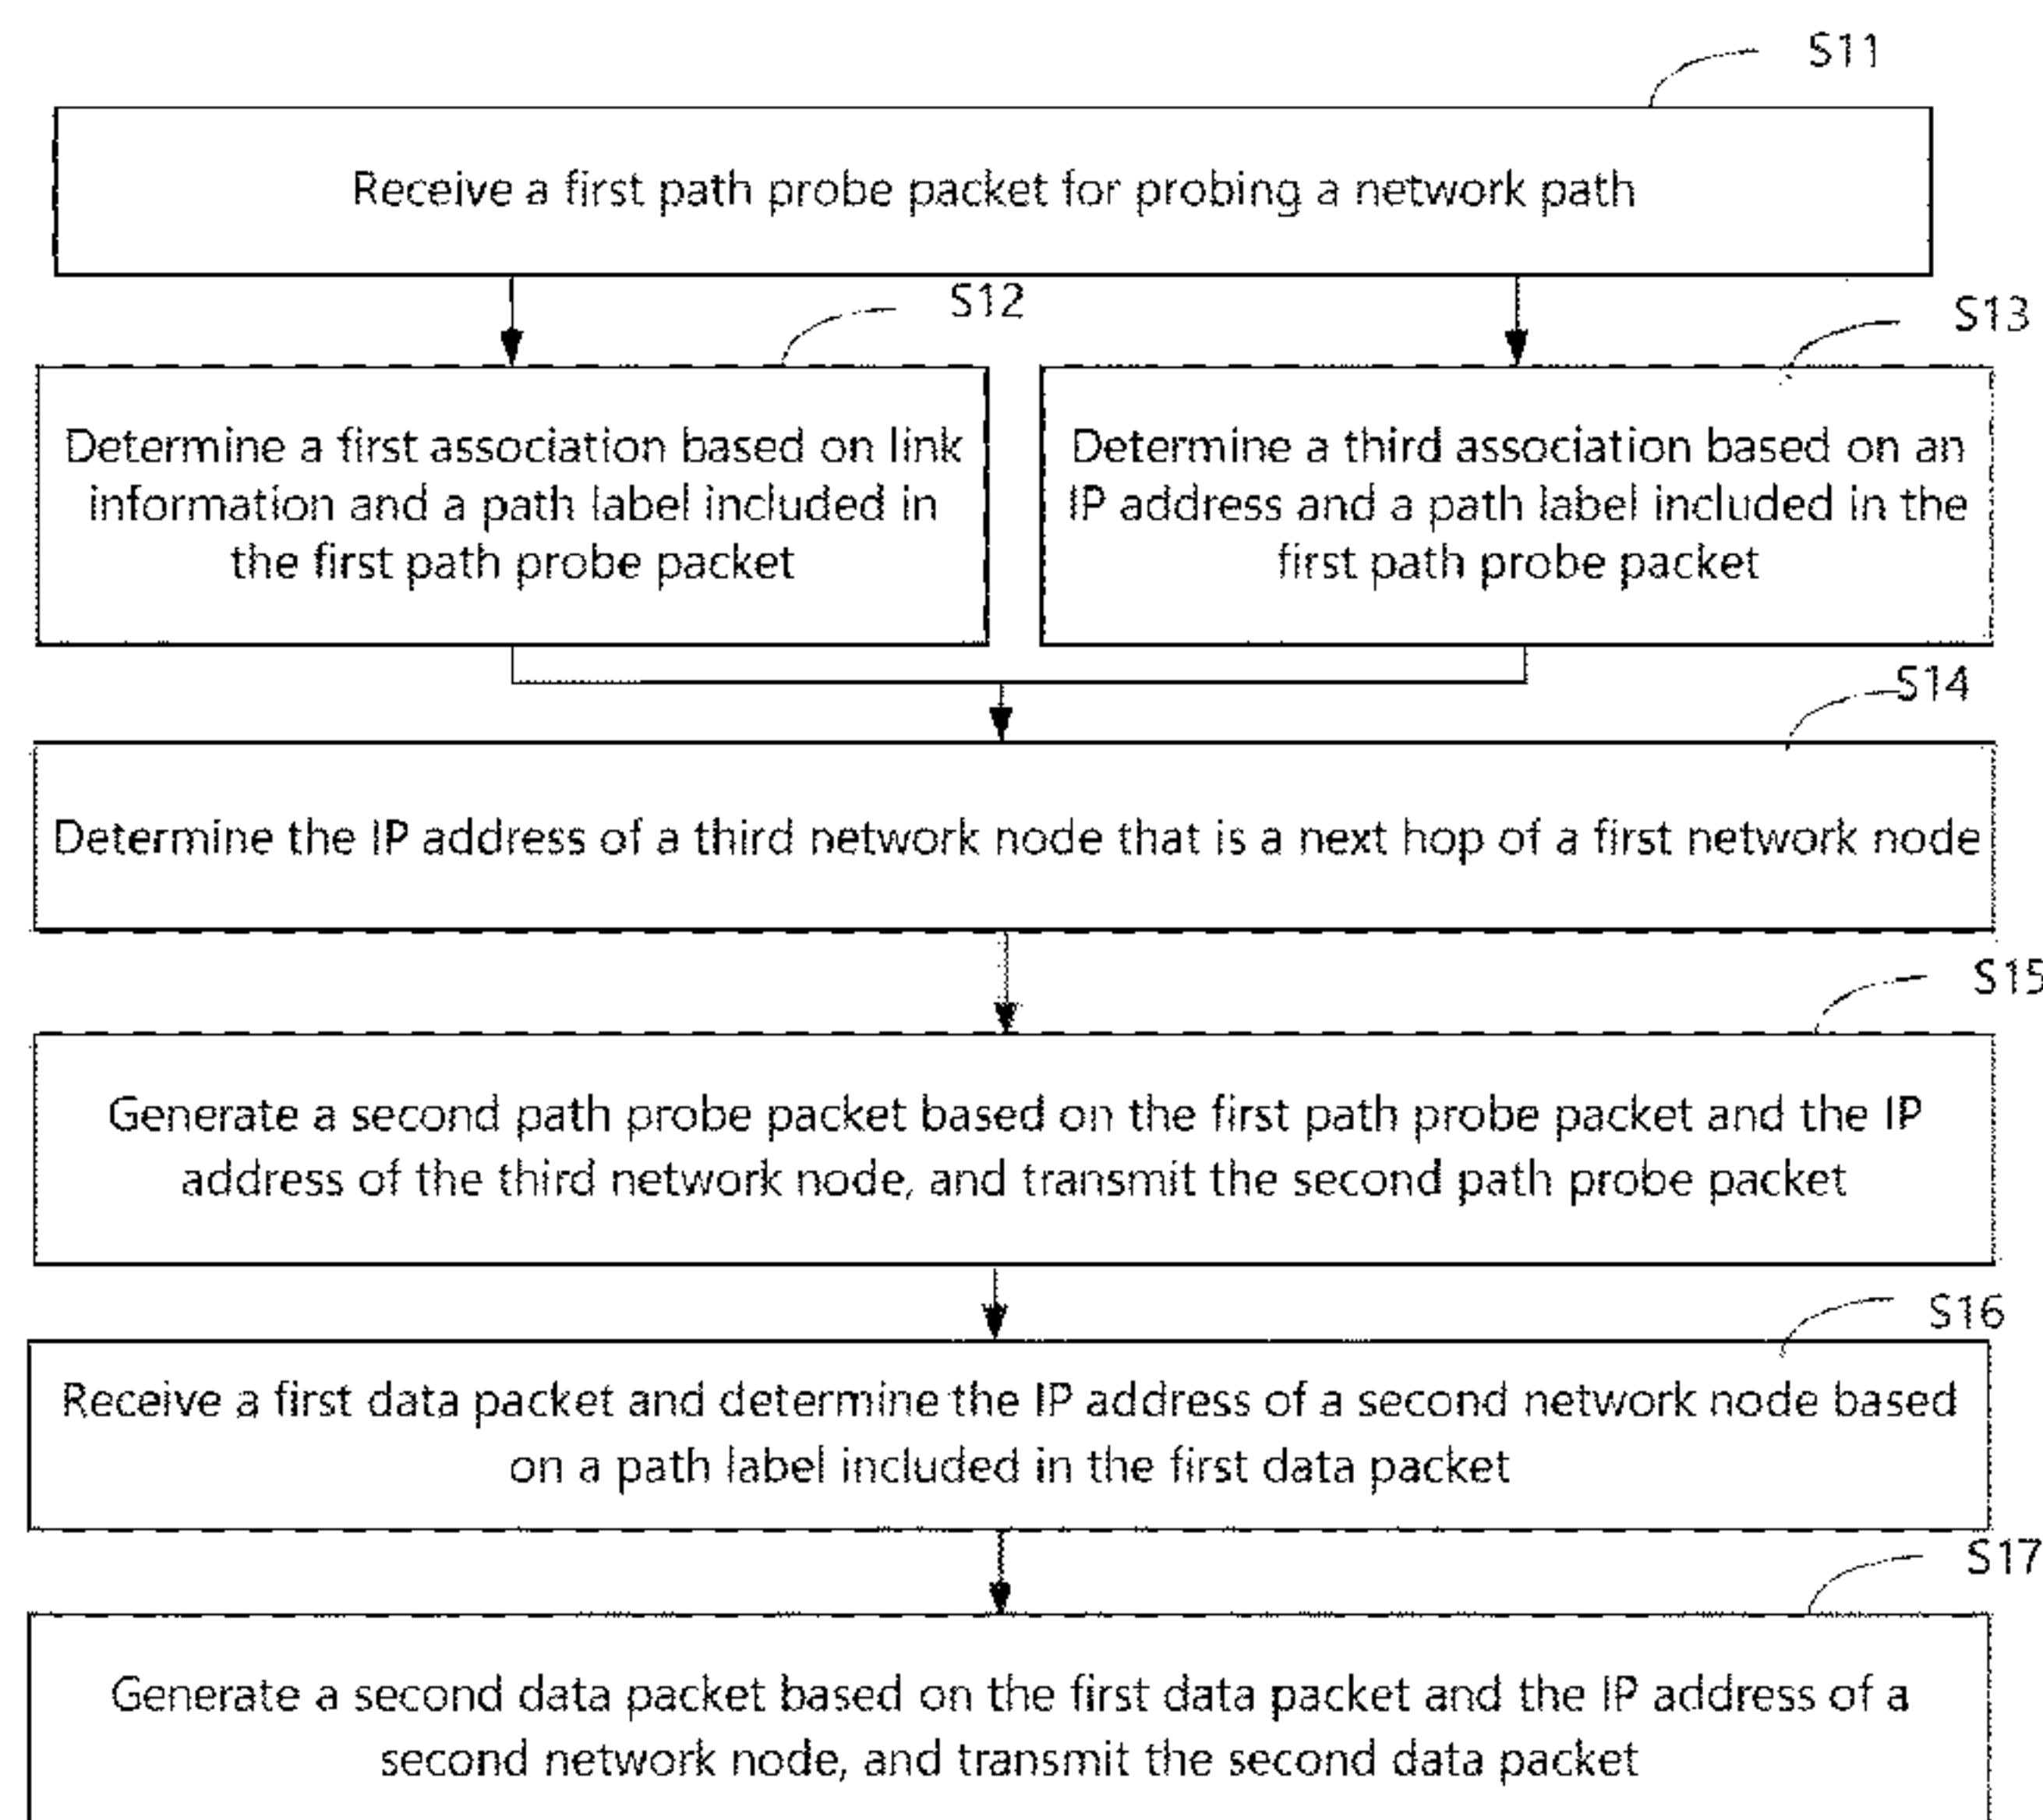 S11
Receive a first path probe packet for probing a network path
S12
S13
Determine a first association based on link
information and a path label included in
the first path probe packet
Determine a third association based on an
IP address and a path label included in the
first path probe packet
S14
Determine the IP address of a third network node that is a next hop of a first network node
S15
Generate a second path probe packet based on the first path probe packet and the IP
address of the third network node, and transmit the second path probe packet
S16
Receive a first data packet and determine the IP address of a second network node based
on a path label included in the first data packet
S17
Generate a second data packet based on the first data packet and the IP address of a
second network node, and transmit the second data packet